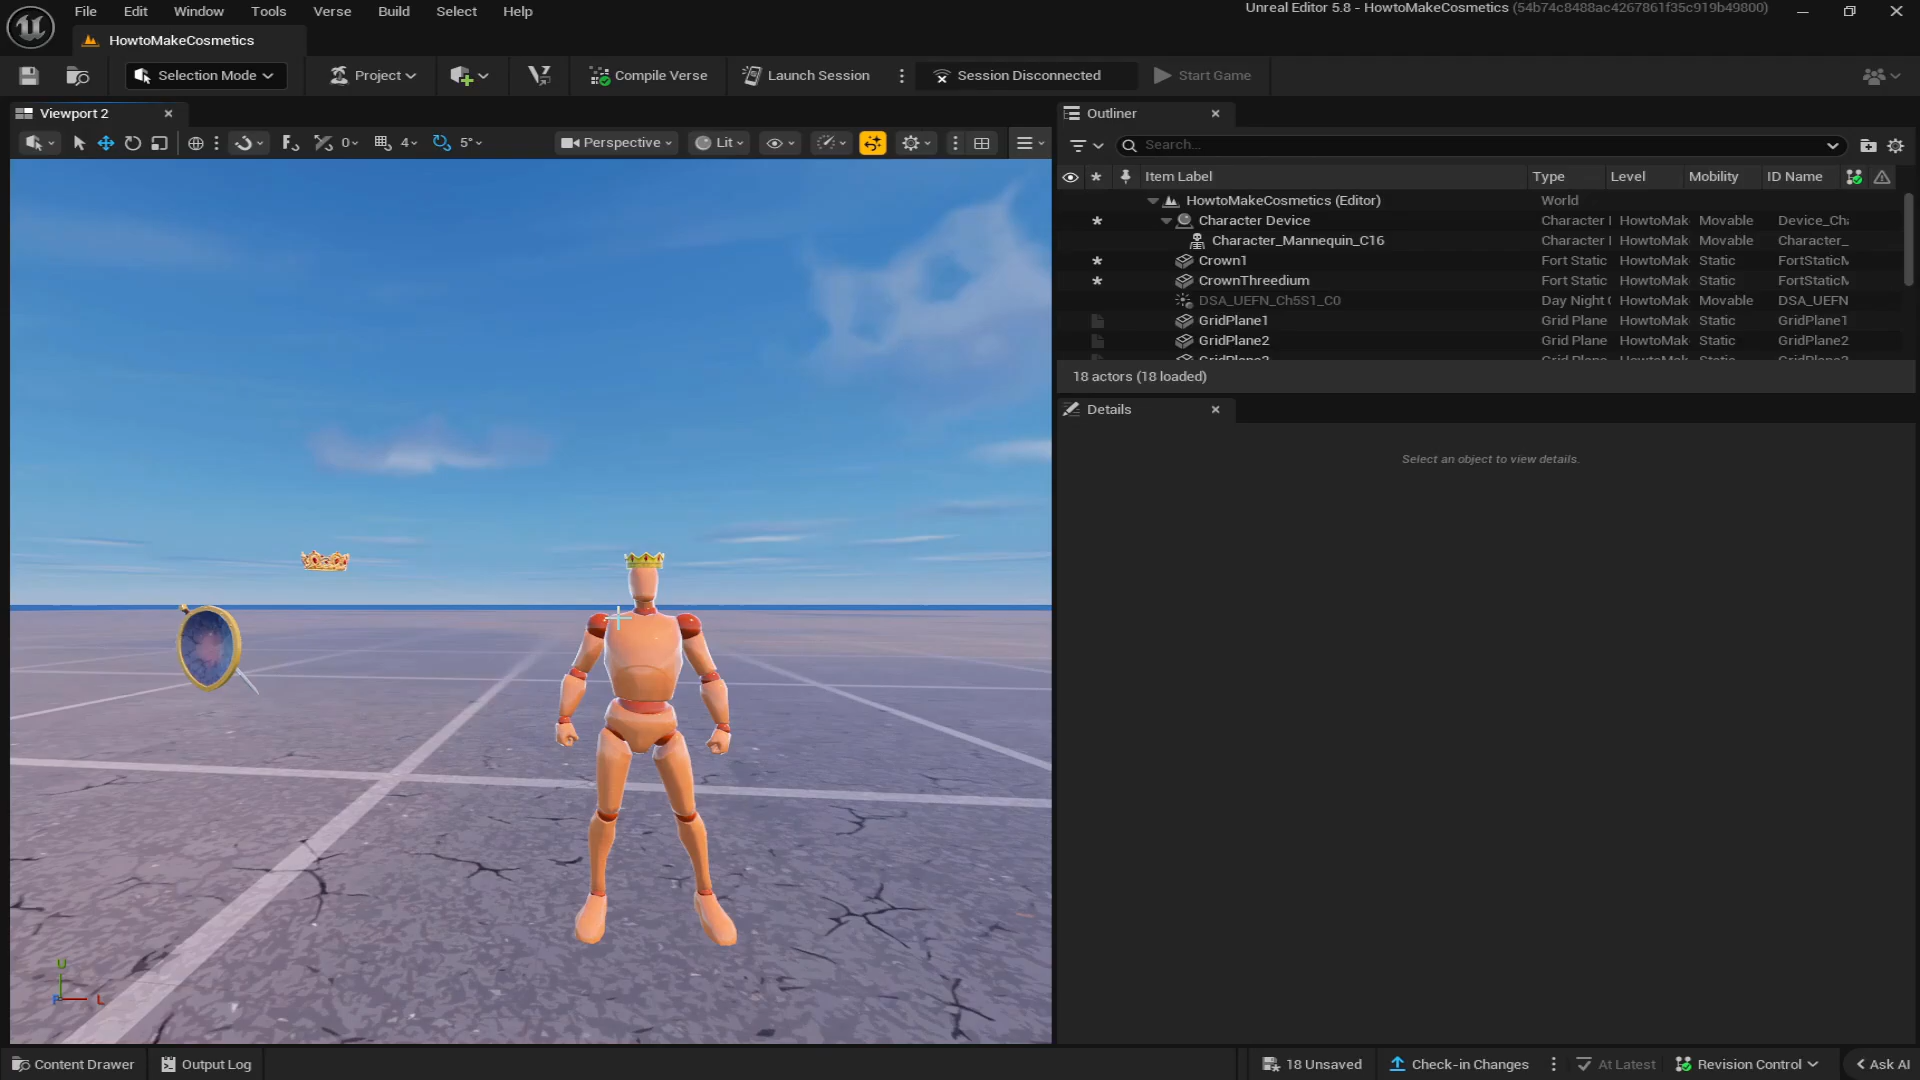 File Edit Window Tools Verse Build Select Help
Unreal Editor 5.8 - HowtoMakeCosmetics (54b74c8488ac4267861f35c919b49800)
HowtoMakeCosmetics
Selection Mode
Project
Compile Verse
Launch Session
Session Disconnected
Start Game
Viewport 2
0
4
5°
Perspective
Lit
Outliner
Search...
Item Label Type Level Mobility ID Name
HowtoMakeCosmetics (Editor) World
Character Device Character HowtoMak Movable Device_Cha
Character_Mannequin_C16 Character HowtoMak Movable Character_
Crown1 Fort Static HowtoMak Static FortStaticM
CrownThreedium Fort Static HowtoMak Static FortStaticM
DSA_UEFN_Ch5S1_C0 Day Night HowtoMak Movable DSA_UEFN
GridPlane1 Grid Plane HowtoMak Static GridPlane1
GridPlane2 Grid Plane HowtoMak Static GridPlane2
18 actors (18 loaded)
Details
Select an object to view details.
U
L
Content Drawer
Output Log
18 Unsaved
Check-in Changes
At Latest
Revision Control
Ask AI